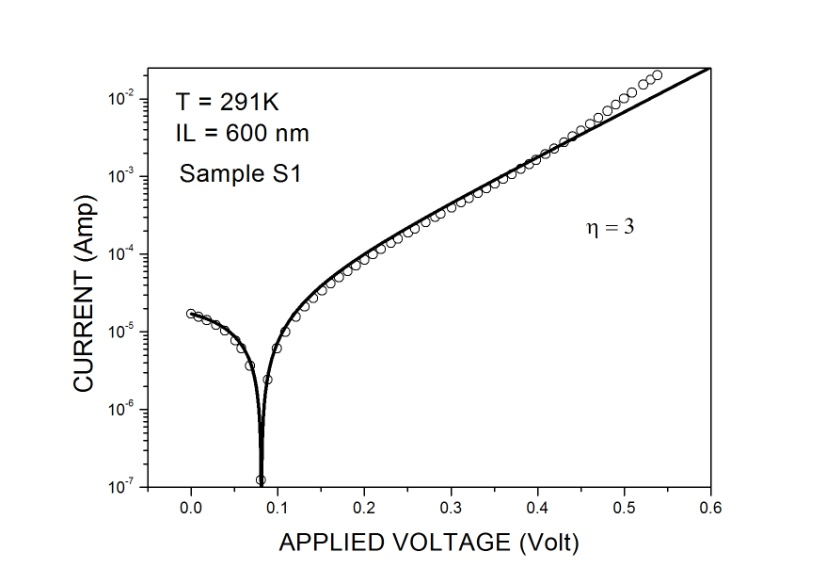 T = 291K
IL = 600 nm
Sample S1
η = 3
CURRENT (Amp)
10⁻²
10⁻³
10⁻⁴
10⁻⁵
10⁻⁶
10⁻⁷
0.0 0.1 0.2 0.3 0.4 0.5 0.6
APPLIED VOLTAGE (Volt)